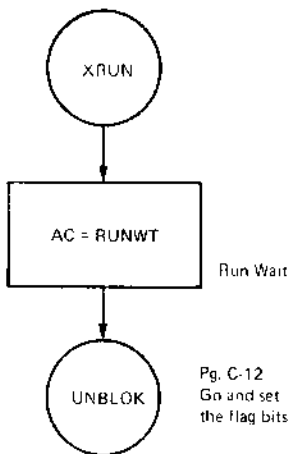 XRUN
AC = RUNWT
Run Wait
UNBLOK
Pg. C-12
Go and set
the flag bits